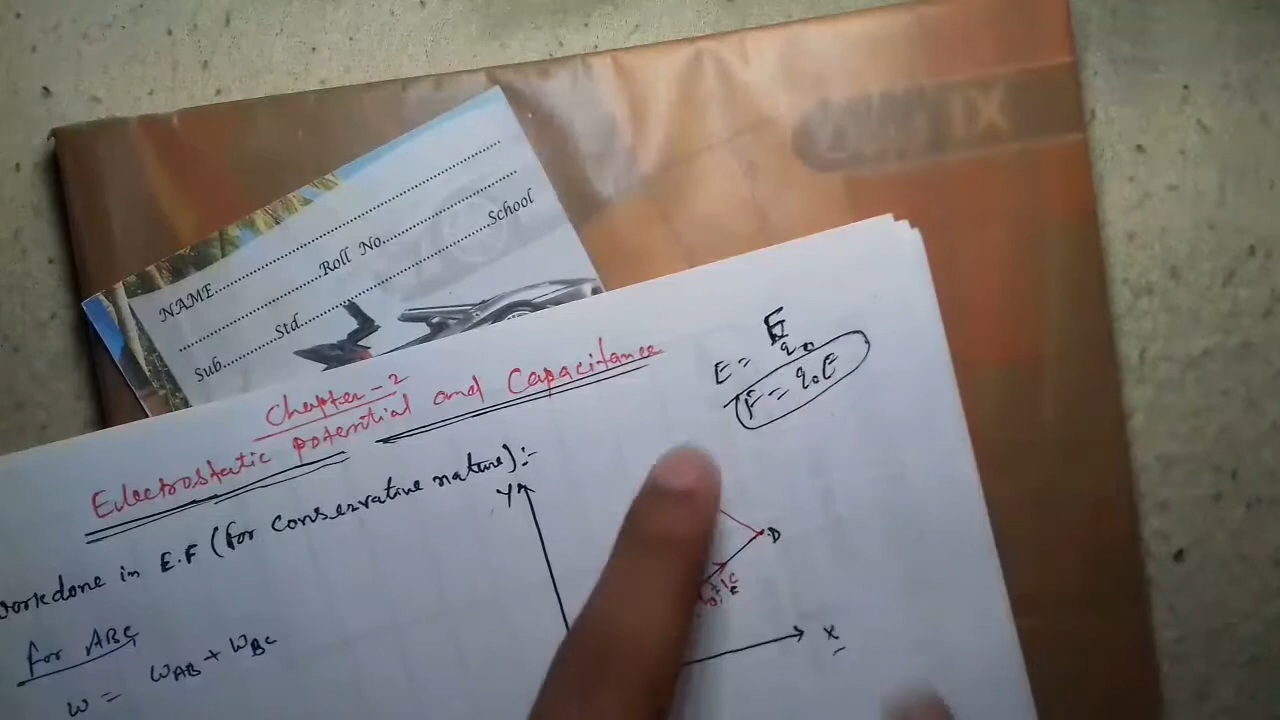 NAME
Roll No
Sub
Std
School
Chapter-2
Electrostatic potential and Capacitance
E = F/q₀
F = q₀E
workdone in E.F (for conservative nature):-
Y
D
X
for ABC
W = WAB + WBC